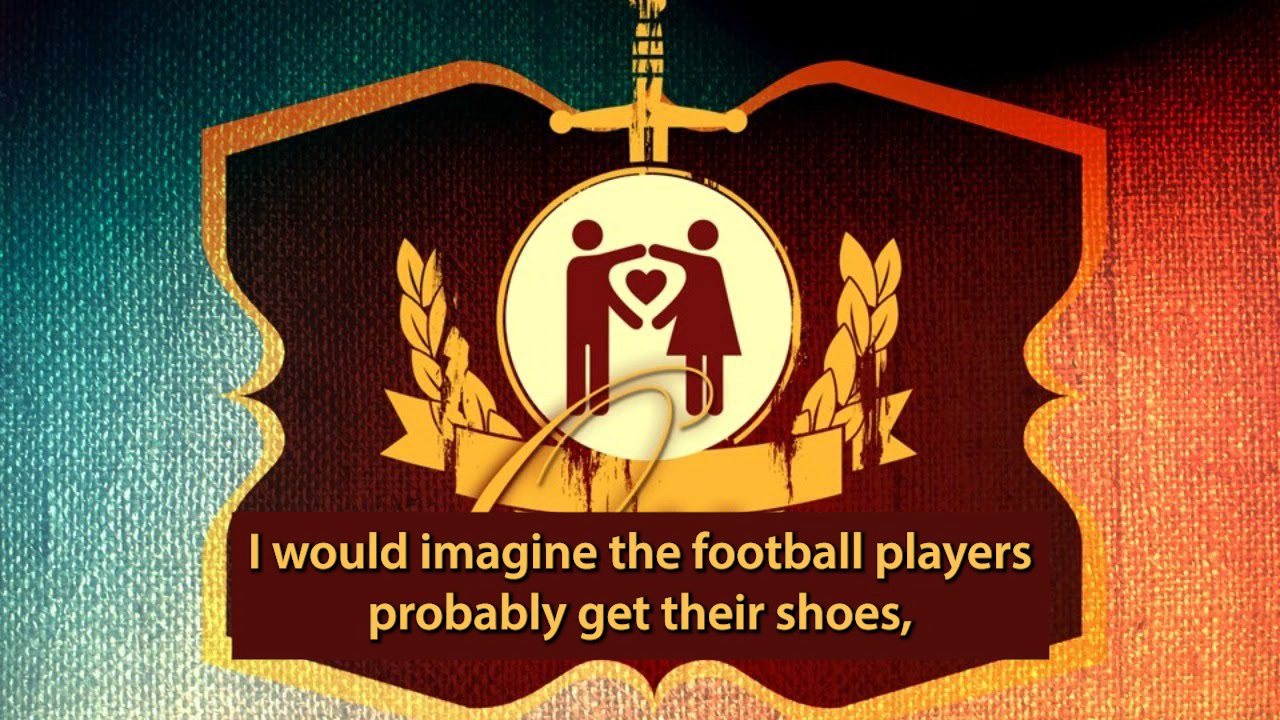 I would imagine the football players
probably get their shoes,